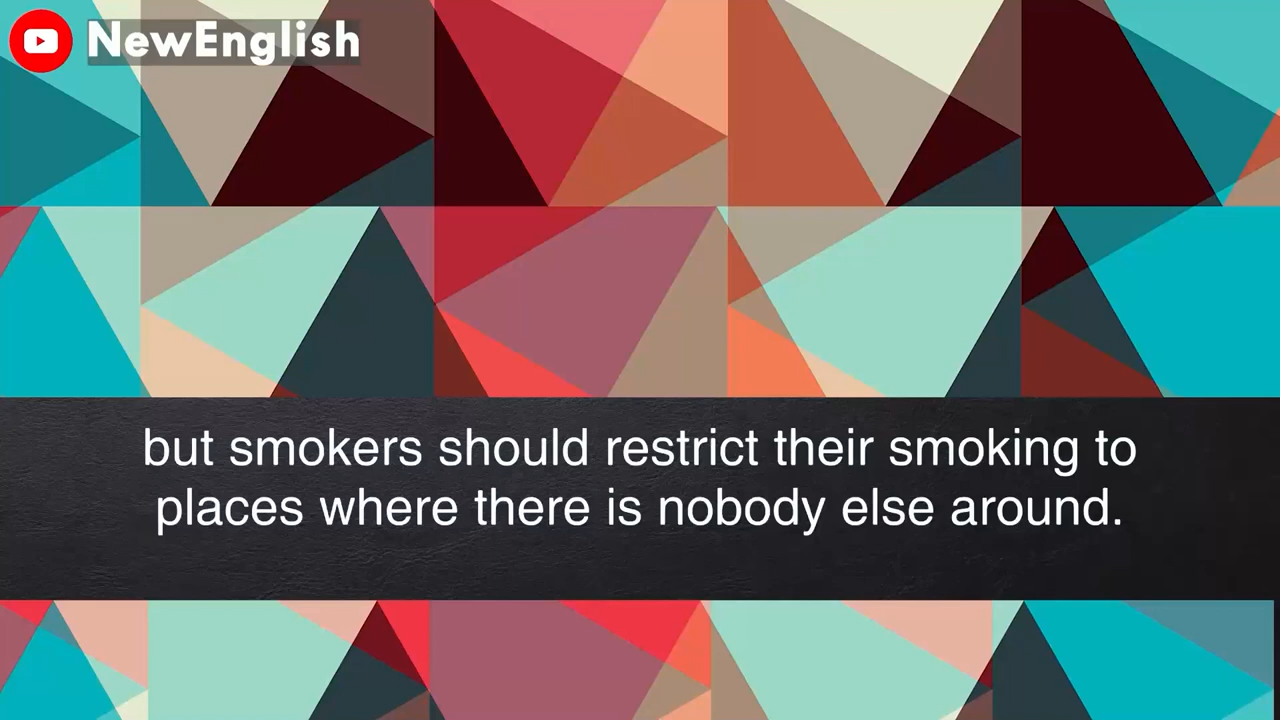 NewEnglish
but smokers should restrict their smoking to
places where there is nobody else around.